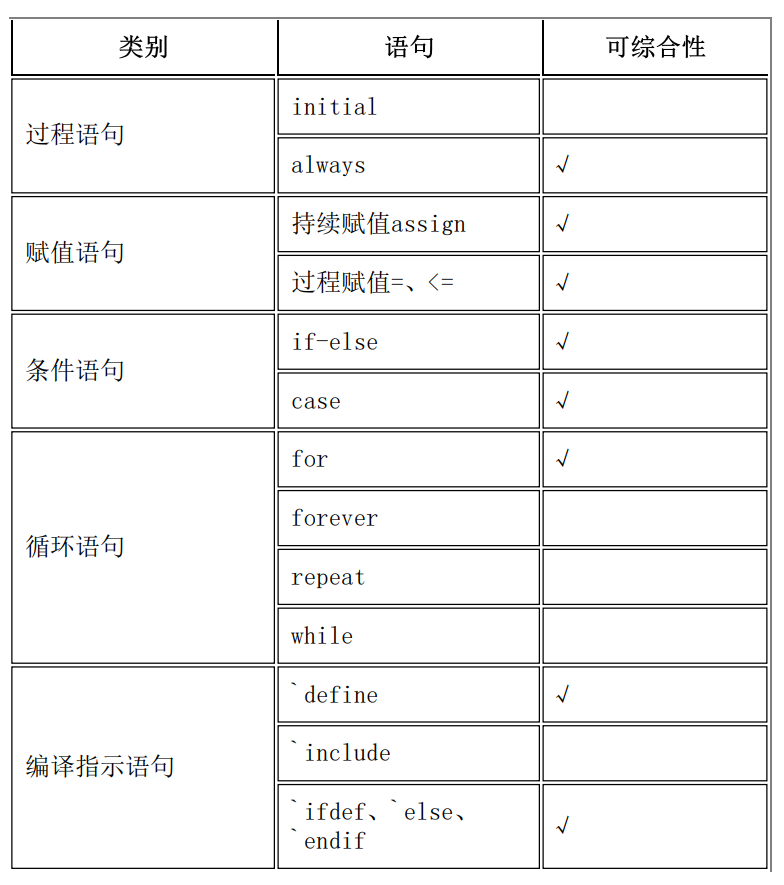 类别 语句 可综合性
过程语句 initial
always √
赋值语句 持续赋值assign √
过程赋值=、<= √
条件语句 if-else √
case √
循环语句 for √
forever
repeat
while
编译指示语句 `define √
`include
`ifdef、`else、
`endif √